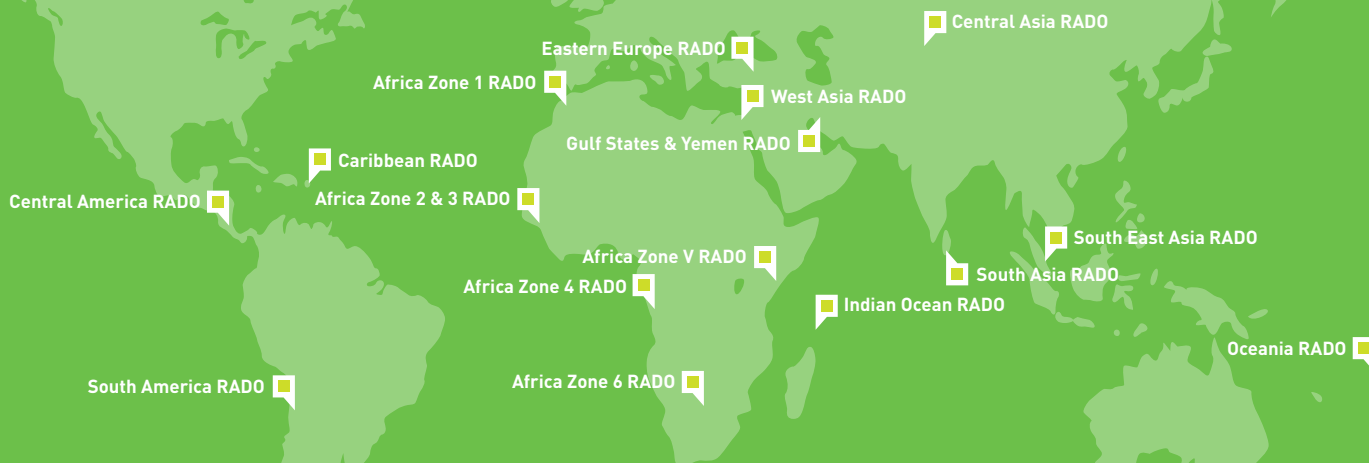 Central Asia RADO
Eastern Europe RADO
Africa Zone 1 RADO
West Asia RADO
Gulf States & Yemen RADO
Caribbean RADO
Central America RADO
Africa Zone 2 & 3 RADO
South East Asia RADO
Africa Zone V RADO
South Asia RADO
Africa Zone 4 RADO
Indian Ocean RADO
Oceania RADO
South America RADO
Africa Zone 6 RADO